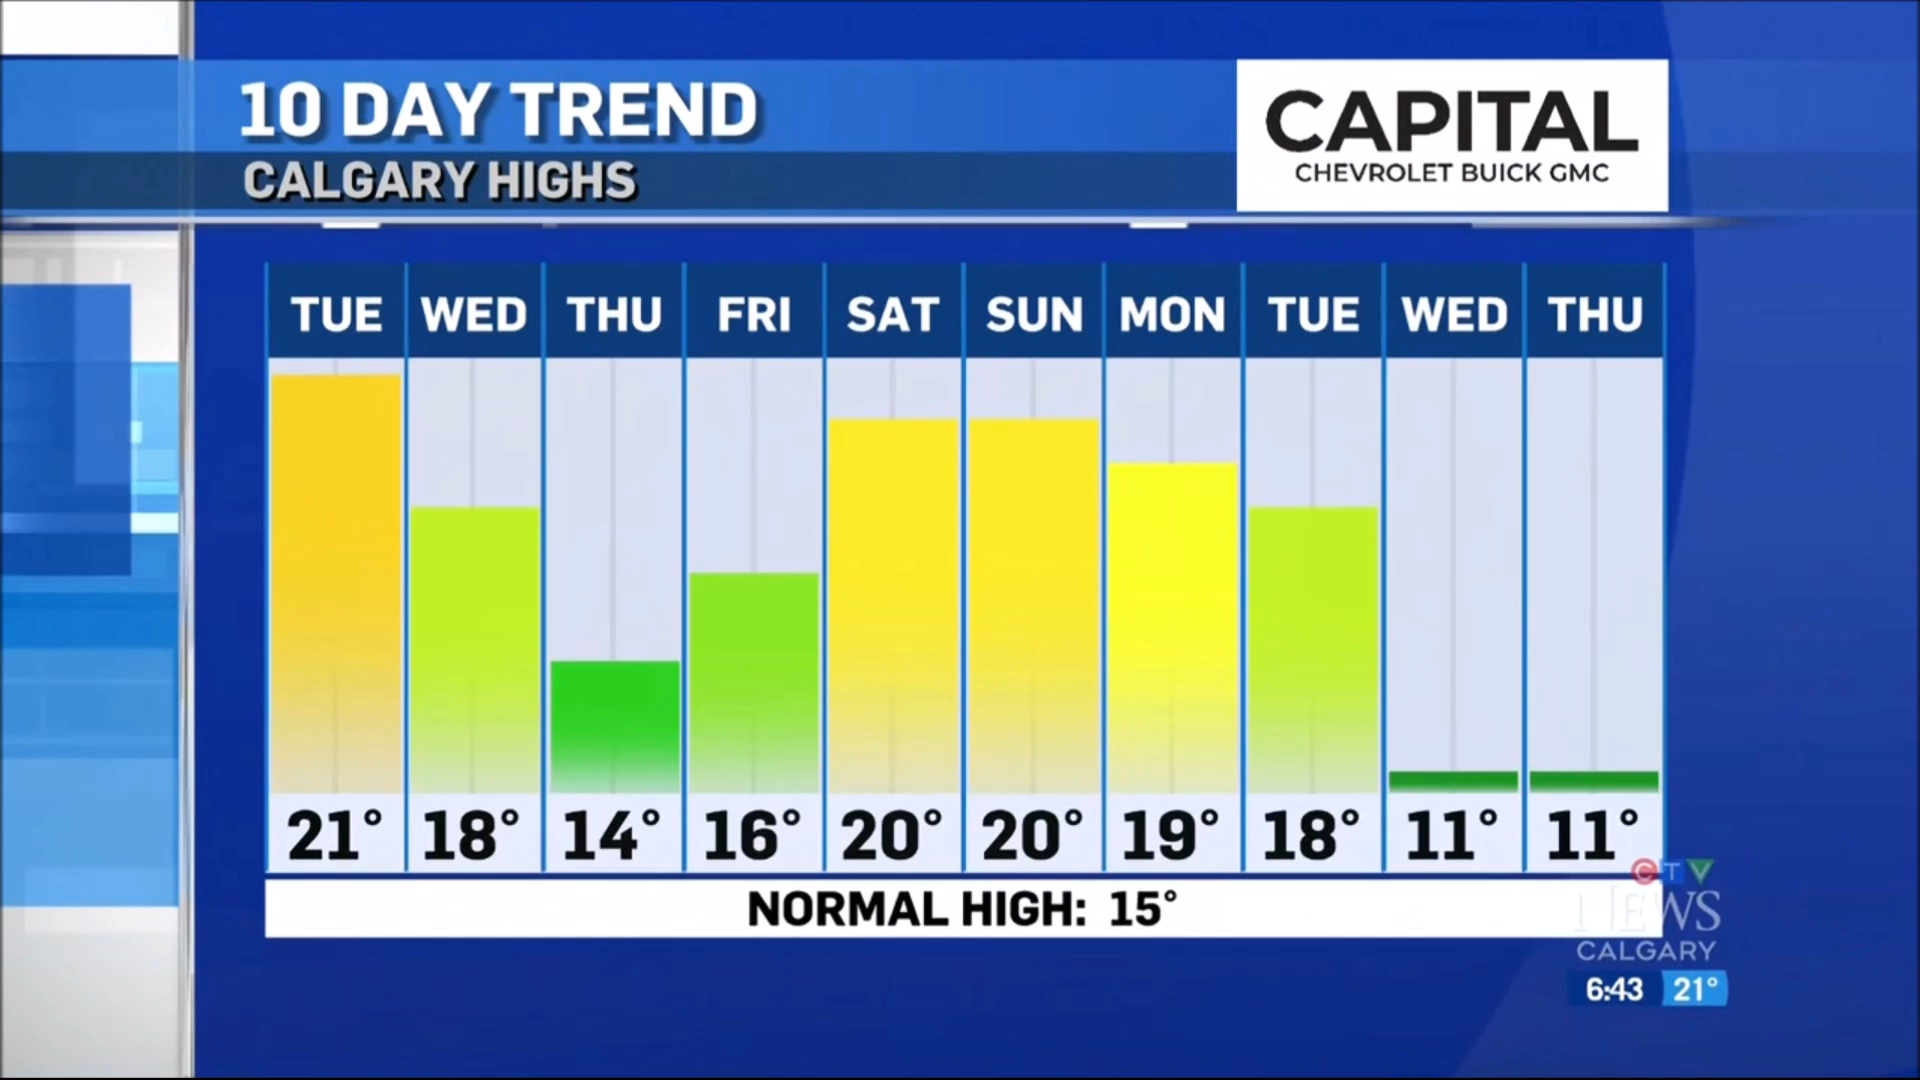 10 DAY TREND
CALGARY HIGHS
CAPITAL
CHEVROLET BUICK GMC
TUE WED THU FRI SAT SUN MON TUE WED THU
21° 18° 14° 16° 20° 20° 19° 18° 11° 11°
NORMAL HIGH: 15°
CTV
NEWS
CALGARY
6:43 21°